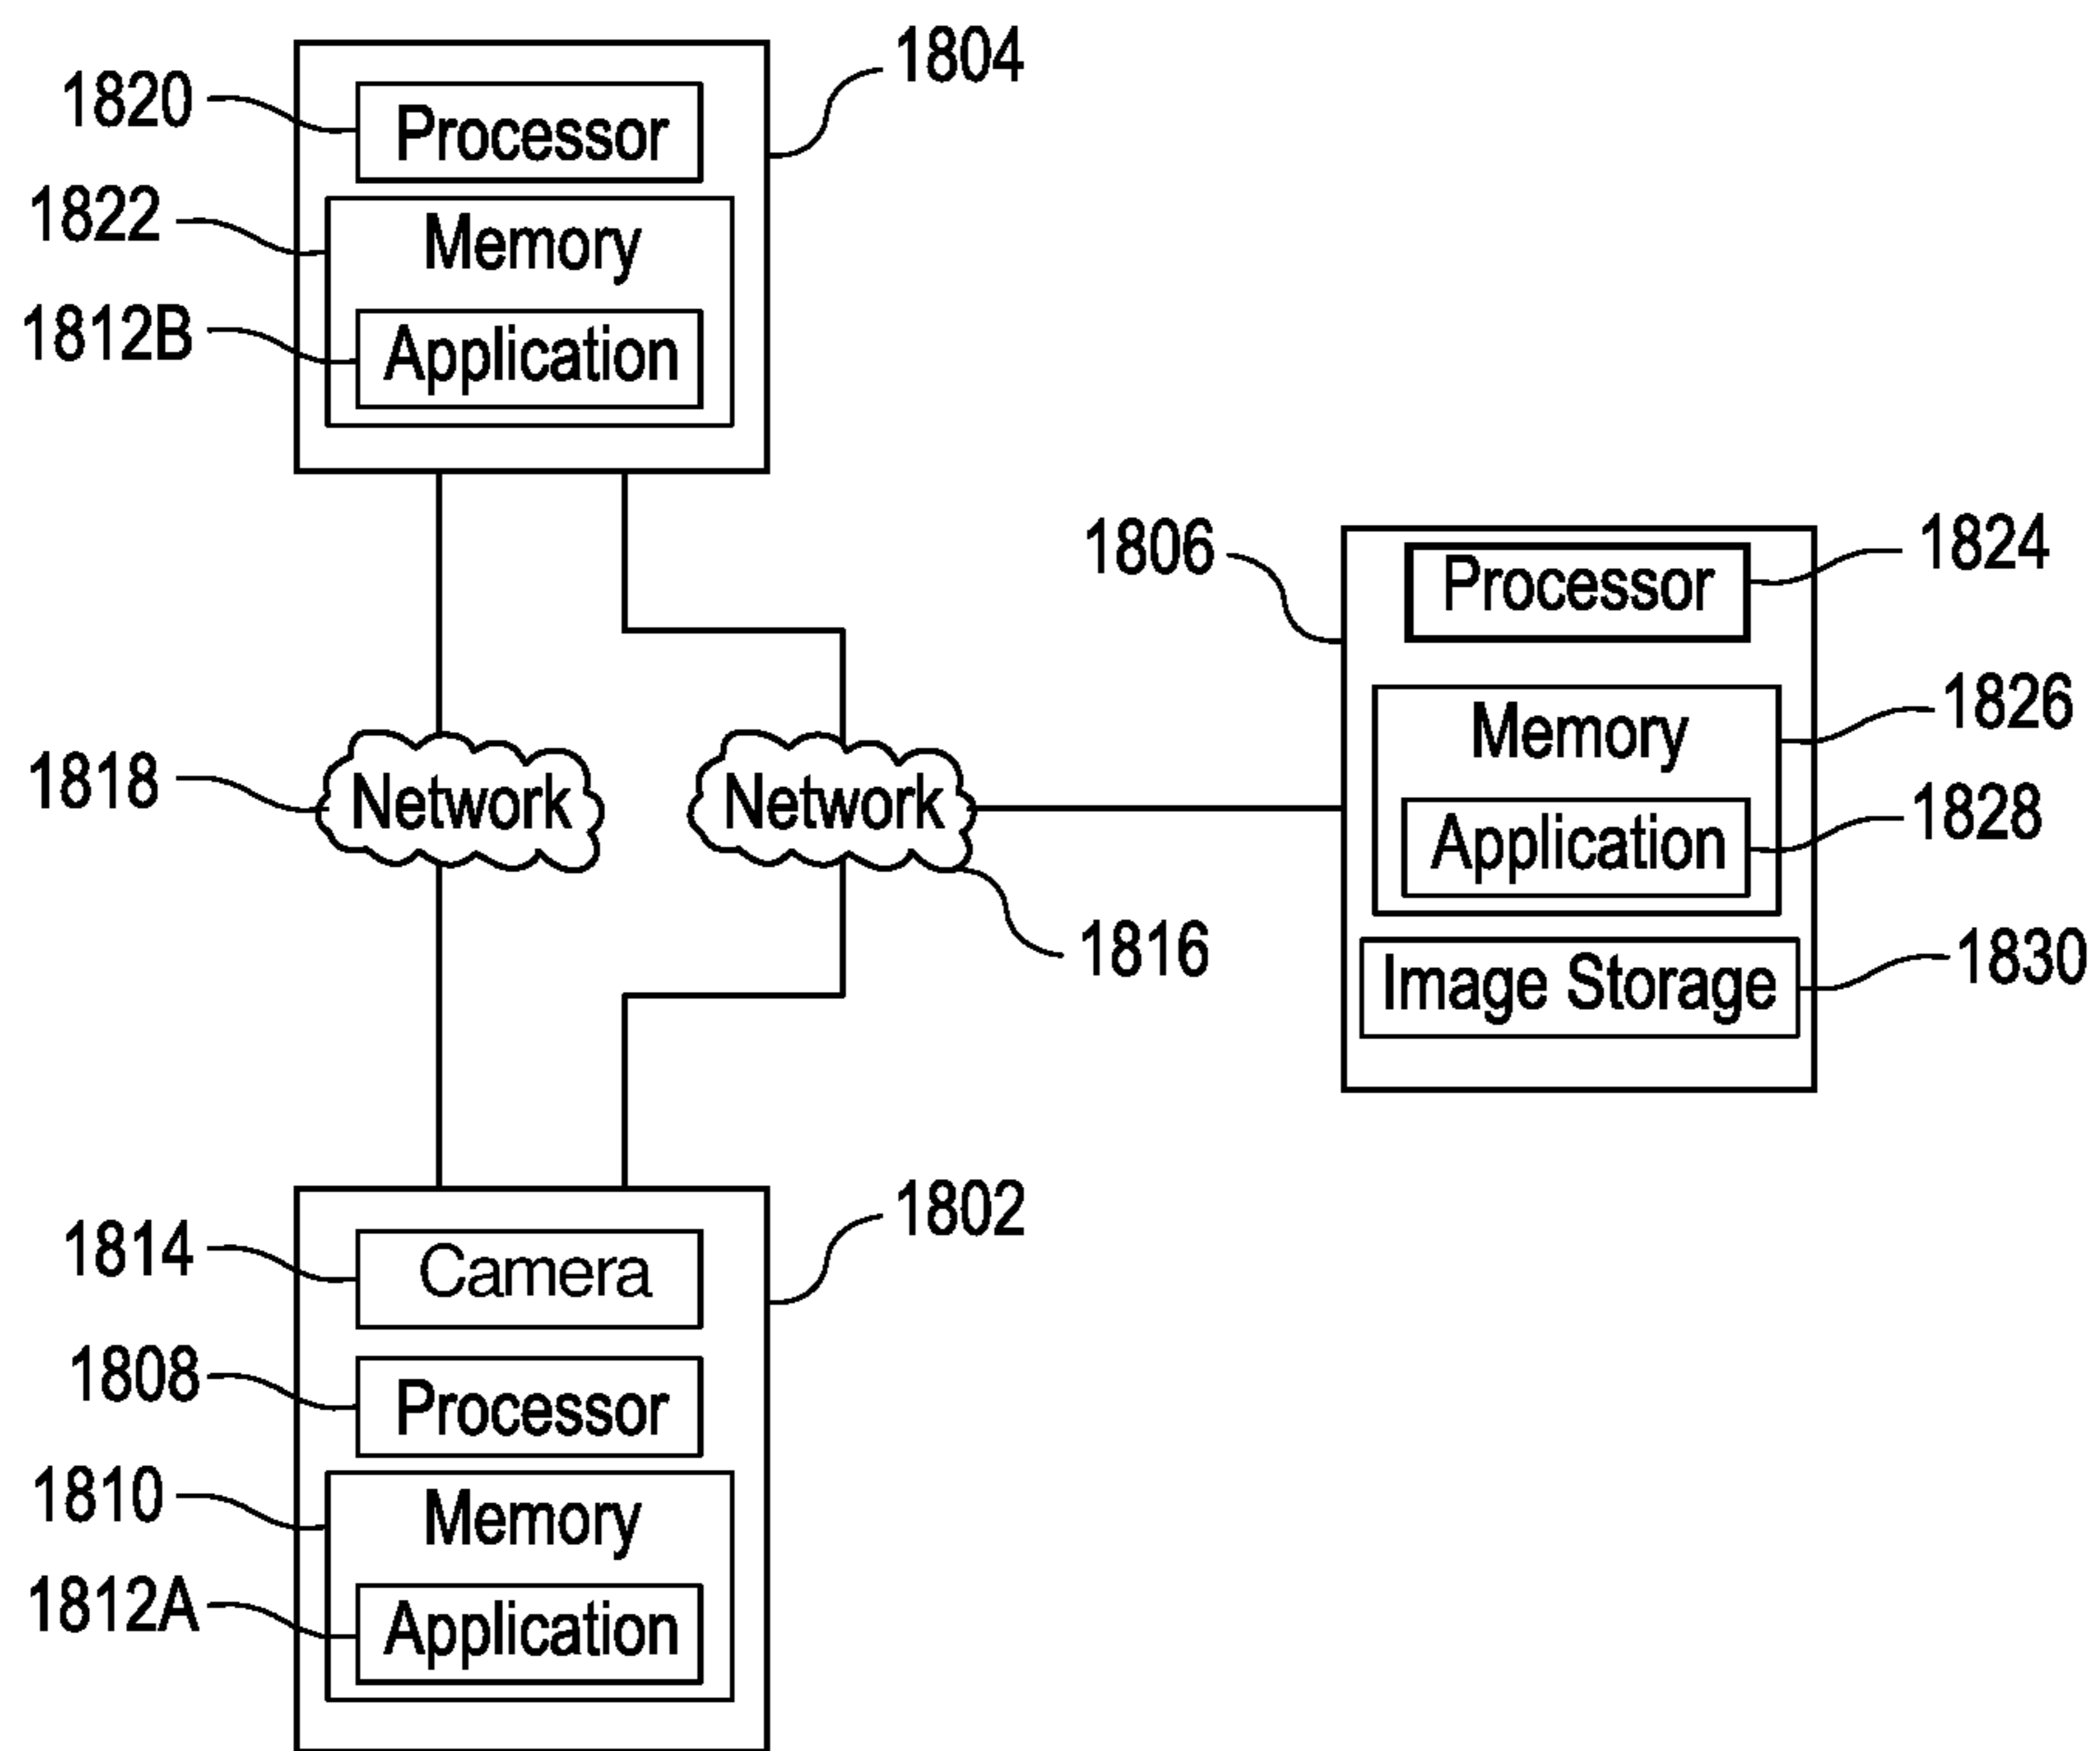 1804
1820
Processor
1822
Memory
1812B
Application
1806
Processor
1824
Memory
1826
Application
1828
Image Storage
1830
1818
Network
Network
1816
1802
1814
Camera
1808
Processor
1810
Memory
1812A
Application